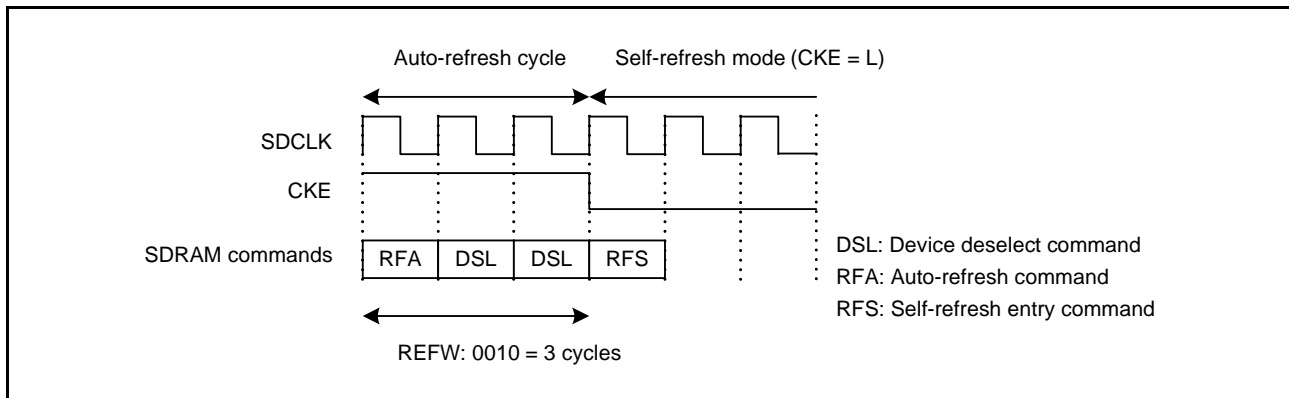 Auto-refresh cycle Self-refresh mode (CKE = L)
SDCLK
CKE
SDRAM commands RFA DSL DSL RFS
DSL: Device deselect command
RFA: Auto-refresh command
RFS: Self-refresh entry command
REFW: 0010 = 3 cycles